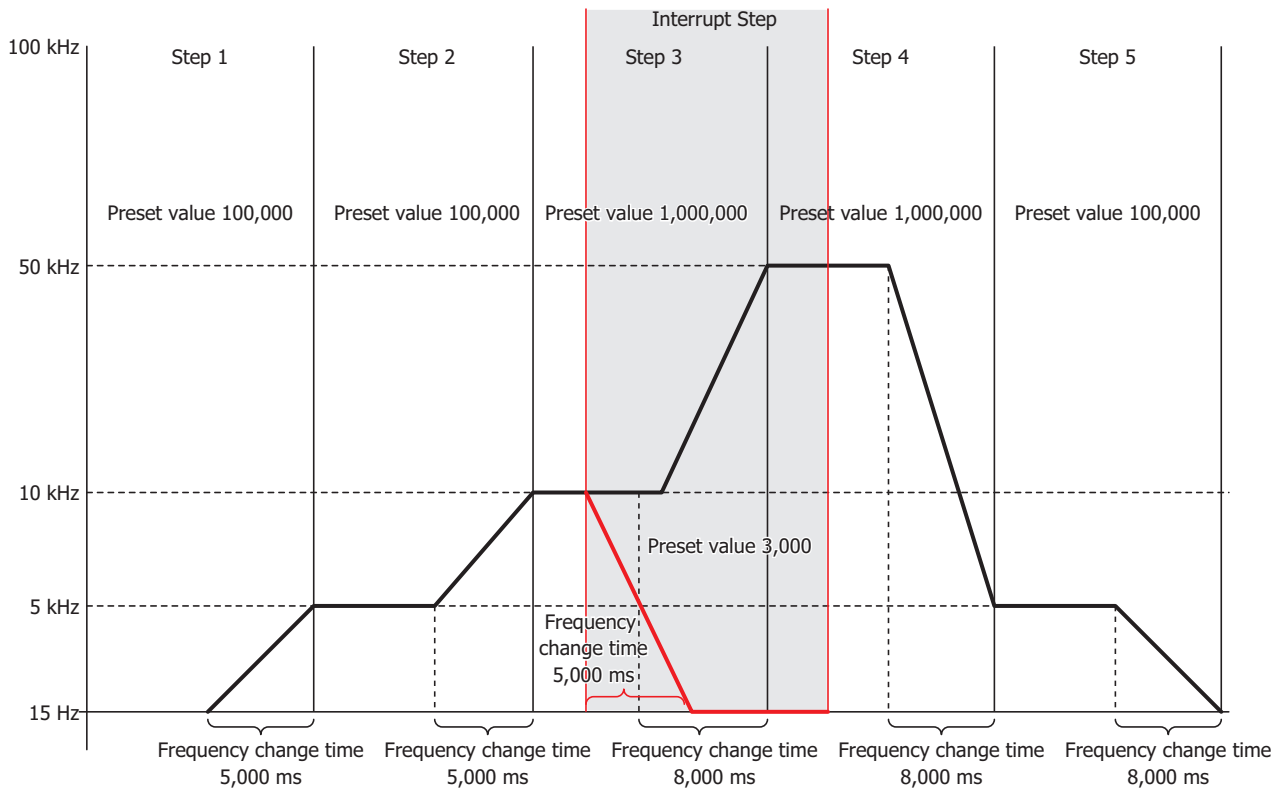 Interrupt Step
100 kHz
Step 1
Step 2
Step 3
Step 4
Step 5
Preset value 100,000
Preset value 100,000
Preset value 1,000,000
Preset value 1,000,000
Preset value 100,000
50 kHz
10 kHz
Preset value 3,000
5 kHz
Frequency
change time
5,000 ms
15 Hz
Frequency change time
5,000 ms
Frequency change time
5,000 ms
Frequency change time
8,000 ms
Frequency change time
8,000 ms
Frequency change time
8,000 ms